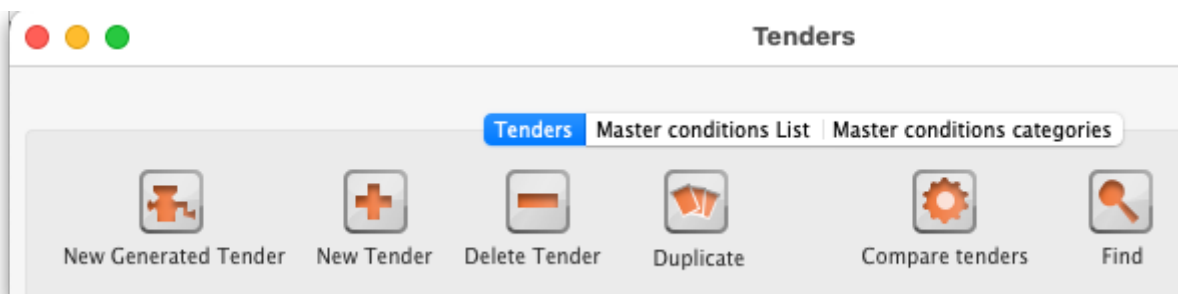 Tenders
Tenders Master conditions List Master conditions categories
New Generated Tender New Tender Delete Tender Duplicate Compare tenders Find